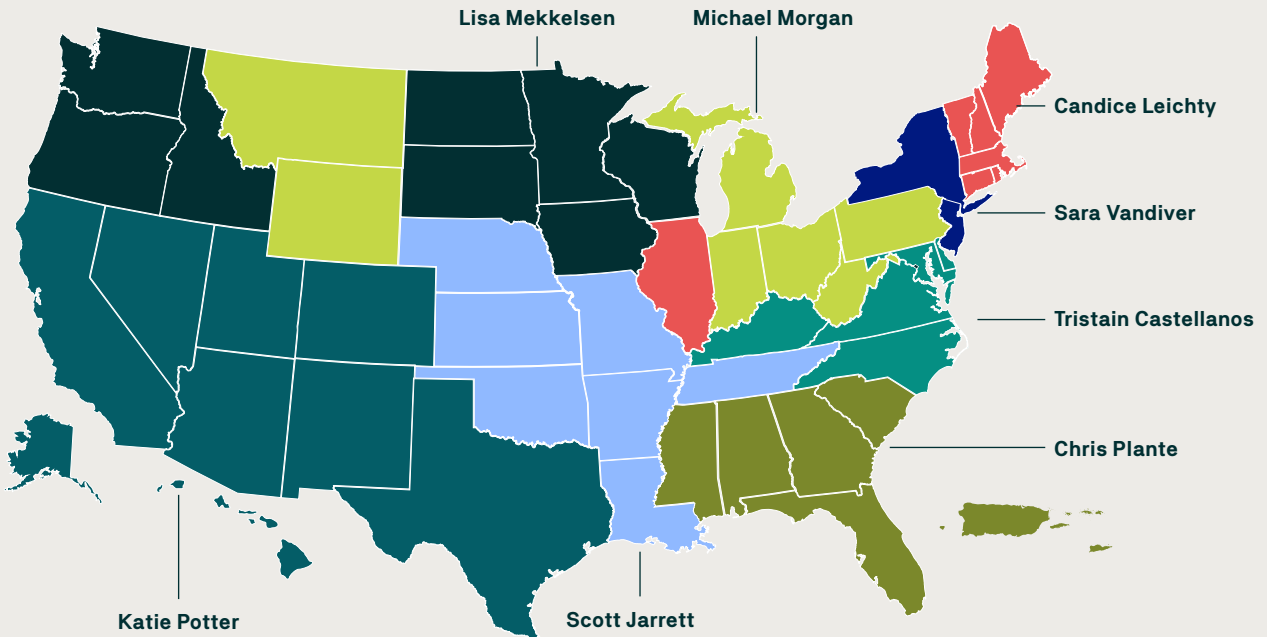 Lisa Mekkelsen
Michael Morgan
Candice Leichty
Sara Vandiver
Tristain Castellanos
Chris Plante
Katie Potter
Scott Jarrett